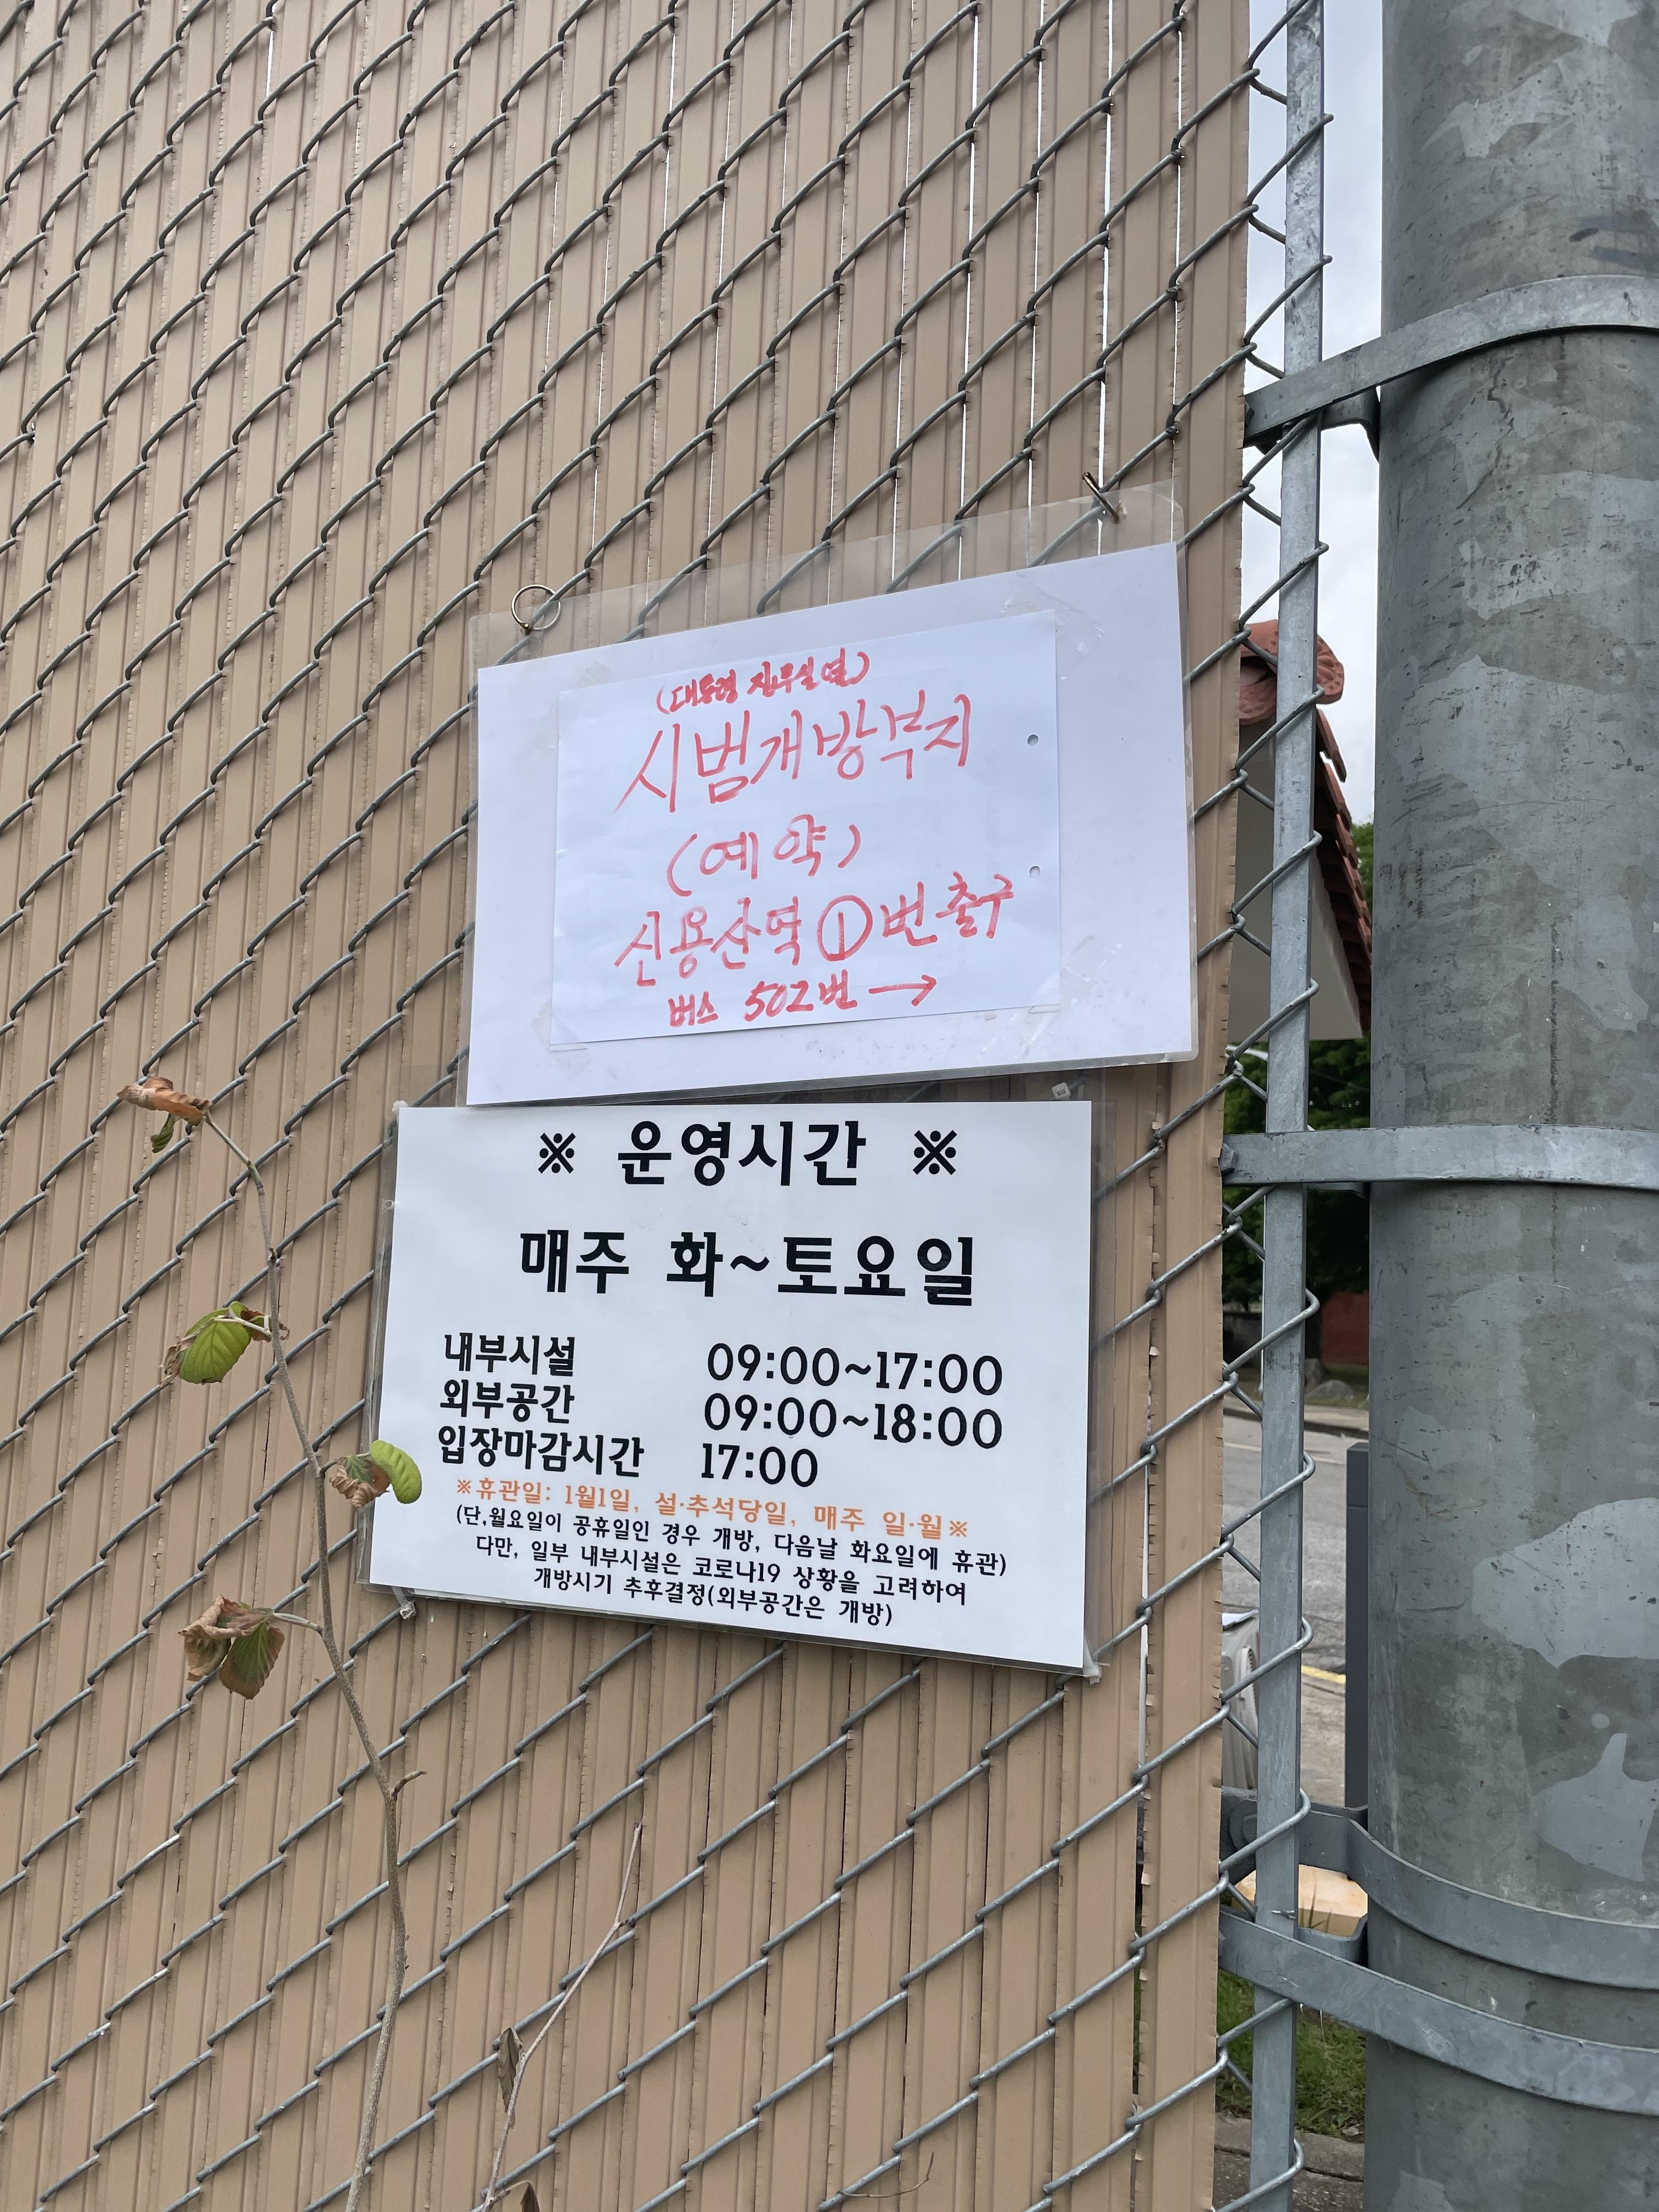 (대통령 집무실 옆)
시범개방부지
(예약)
신용산역 ①번출구
버스 502번 →
※ 운영시간 ※
매주 화~토요일
내부시설 09:00~17:00
외부공간 09:00~18:00
입장마감시간 17:00
※휴관일: 1월1일, 설·추석당일, 매주 일·월※
(단,월요일이 공휴일인 경우 개방, 다음날 화요일에 휴관)
다만, 일부 내부시설은 코로나19 상황을 고려하여
개방시기 추후결정(외부공간은 개방)